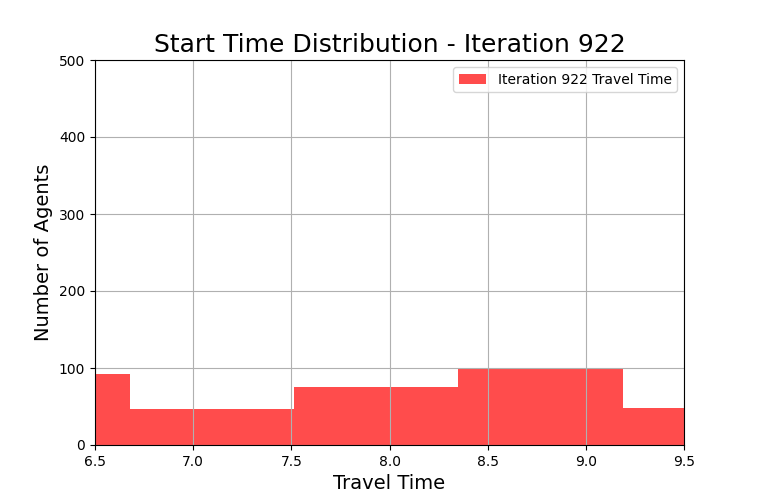 Start Time Distribution - Iteration 922
Iteration 922 Travel Time
Number of Agents
500
400
300
200
100
0
6.5 7.0 7.5 8.0 8.5 9.0 9.5
Travel Time